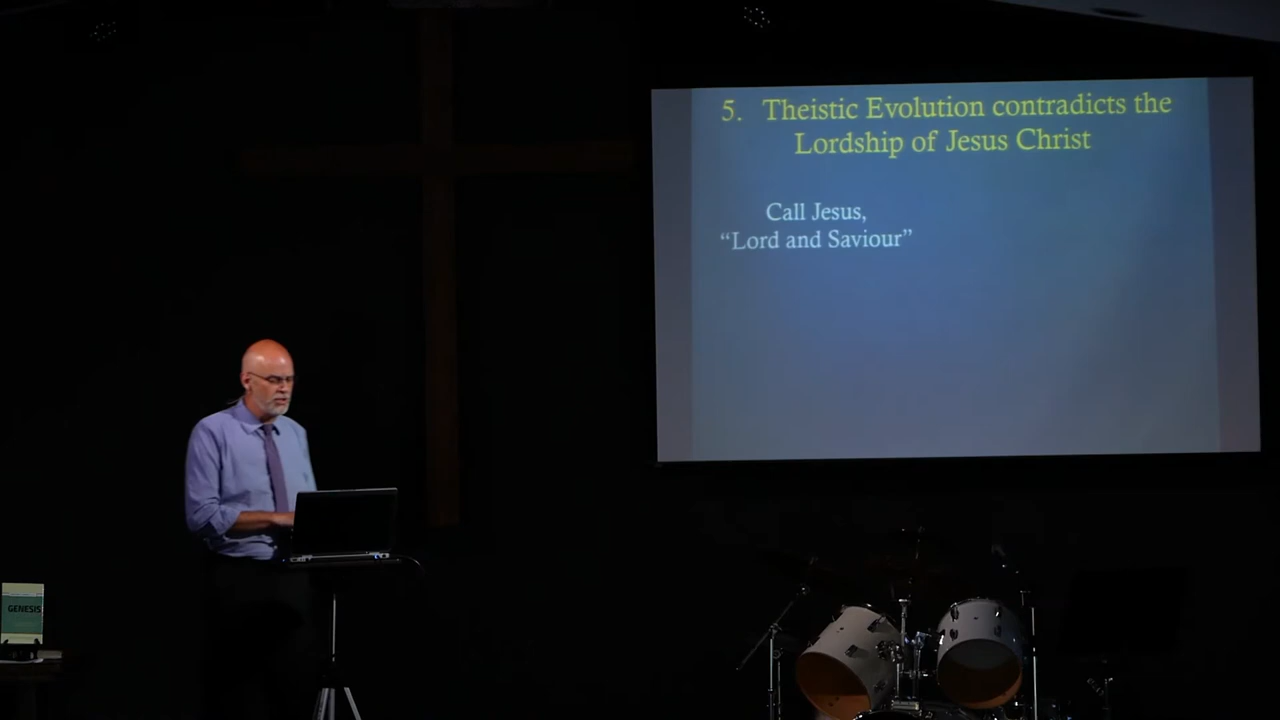 5. Theistic Evolution contradicts the
Lordship of Jesus Christ
Call Jesus,
“Lord and Saviour”
GENESIS